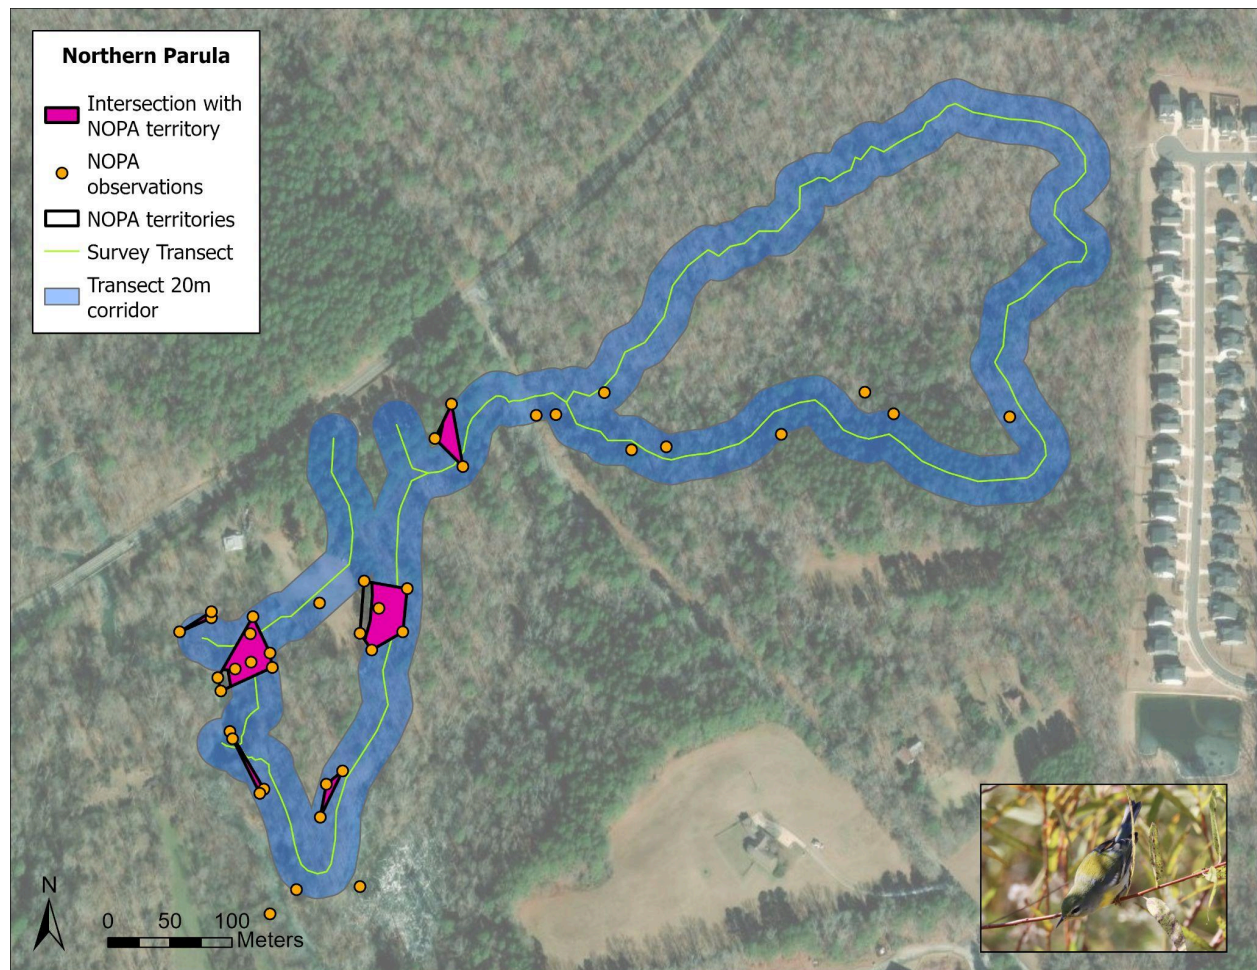 Northern Parula
Intersection with
NOPA territory
NOPA
observations
NOPA territories
Survey Transect
Transect 20m
corridor
N
0 50 100
Meters